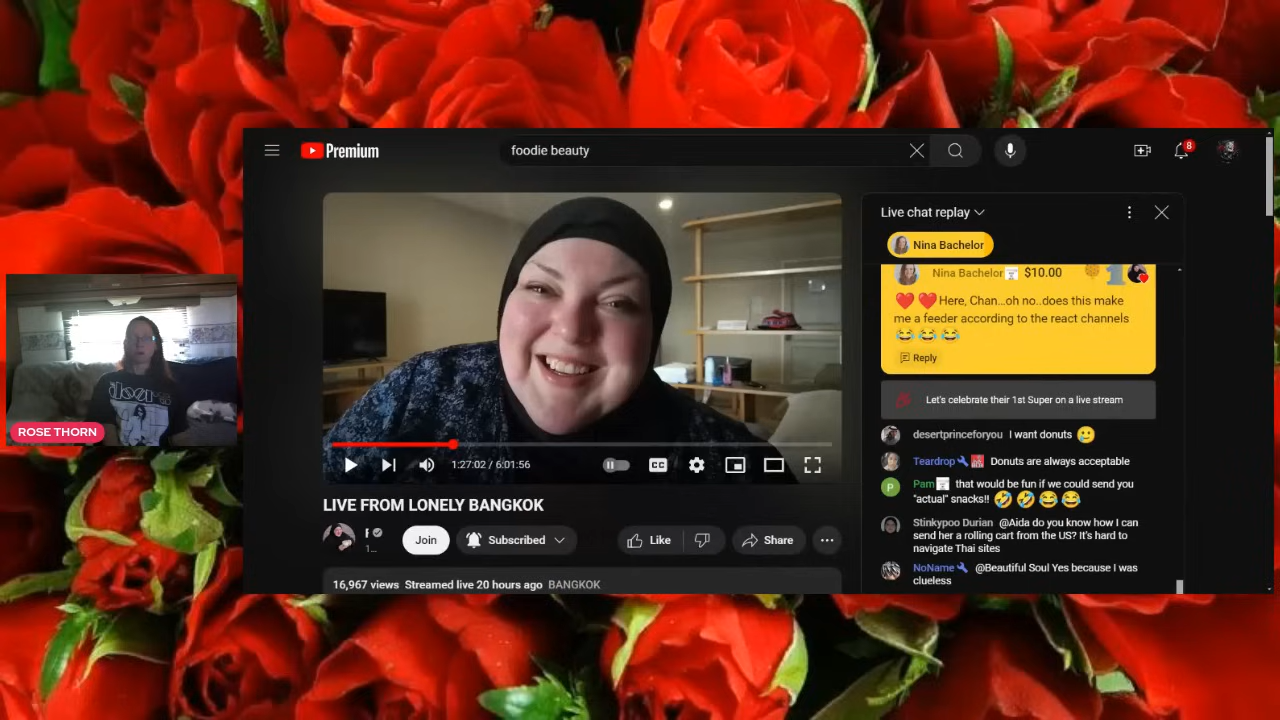 Premium
foodie beauty
8
Live chat replay
Nina Bachelor
Nina Bachelor $10.00
Here, Chan...oh no..does this make
me a feeder according to the react channels
Reply
Let's celebrate their 1st Super on a live stream
desertprinceforyou I want donuts
Teardrop Donuts are always acceptable
Pam that would be fun if we could send you
"actual" snacks!!
Stinkypoo Durian @Aida do you know how I can
send her a rolling cart from the US? It's hard to
navigate Thai sites
NoName @Beautiful Soul Yes because I was
clueless
ROSE THORN
1:27:02 / 6:01:56
CC
LIVE FROM LONELY BANGKOK
F
1...
Join
Subscribed
Like
Share
16,967 views Streamed live 20 hours ago BANGKOK